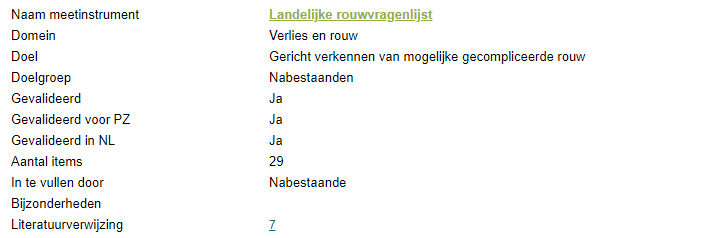 Naam meetinstrument Landelijke rouwvragenlijst
Domein Verlies en rouw
Doel Gericht verkennen van mogelijke gecompliceerde rouw
Doelgroep Nabestaanden
Gevalideerd Ja
Gevalideerd voor PZ Ja
Gevalideerd in NL Ja
Aantal items 29
In te vullen door Nabestaande
Bijzonderheden
Literatuurverwijzing 7